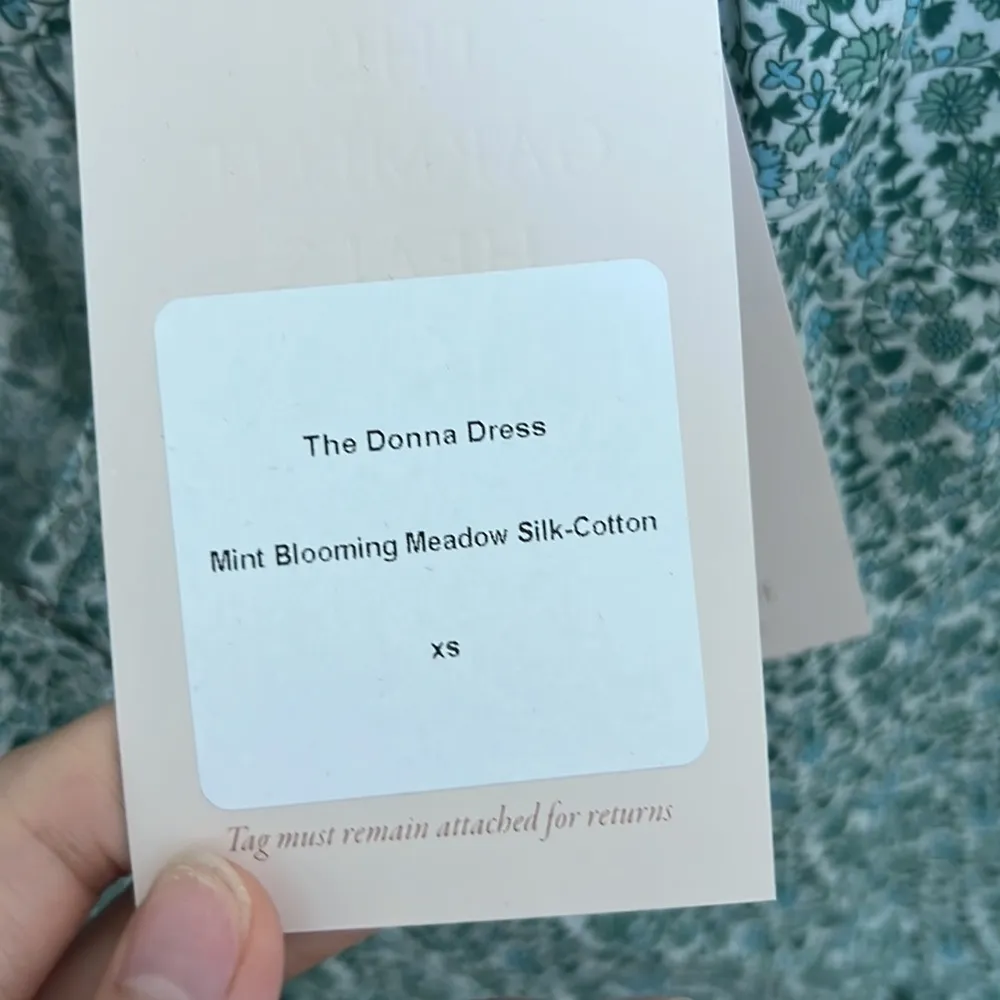 The Donna Dress
Mint Blooming Meadow Silk-Cotton
xs
Tag must remain attached for returns